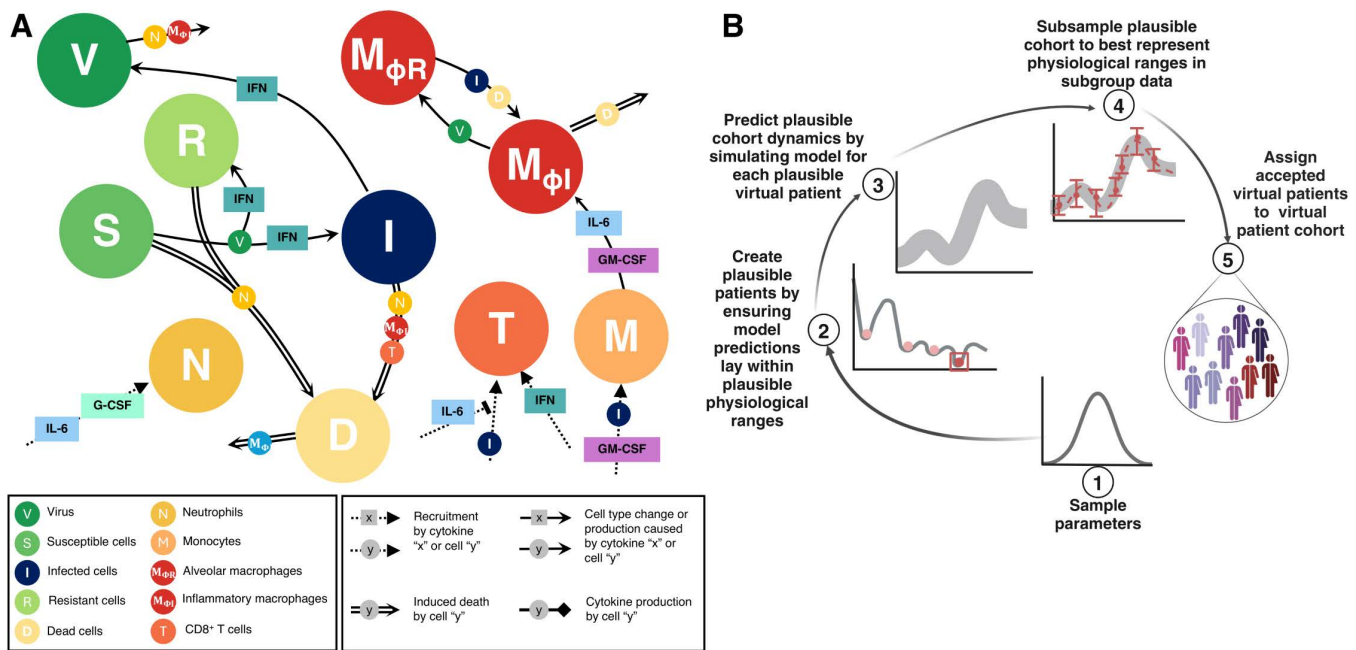 A
V
N
MΦI
IFN
R
IFN
S
V
IFN
I
N
N
MΦI
T
N
G-CSF
IL-6
MΦ
D
MΦR
I
D
V
D
MΦI
IL-6
GM-CSF
T
M
IL-6
IFN
I
I
GM-CSF
V Virus
S Susceptible cells
I Infected cells
R Resistant cells
D Dead cells
N Neutrophils
M Monocytes
MΦR Alveolar macrophages
MΦI Inflammatory macrophages
T CD8+ T cells
x
y
Recruitment
by cytokine
“x” or cell “y”
y
Induced death
by cell “y”
x
y
Cell type change or
production caused
by cytokine “x” or
cell “y”
y
Cytokine production
by cell “y”
B
Subsample plausible
cohort to best represent
physiological ranges in
subgroup data
4
Predict plausible
cohort dynamics by
simulating model for
each plausible
virtual patient
3
Assign
accepted
virtual patients
to virtual
patient cohort
5
Create
plausible
patients by
ensuring
model
predictions
lay within
plausible
physiological
ranges
2
1
Sample
parameters